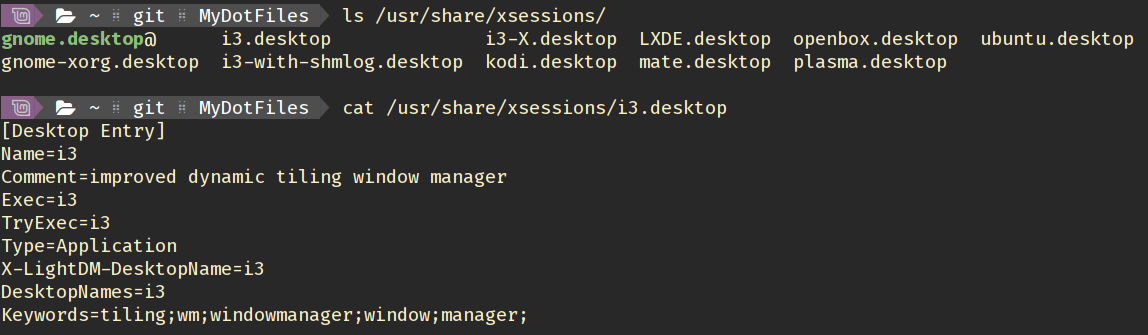 ~ git MyDotFiles ls /usr/share/xsessions/
gnome.desktop@ i3.desktop i3-X.desktop LXDE.desktop openbox.desktop ubuntu.desktop
gnome-xorg.desktop i3-with-shmlog.desktop kodi.desktop mate.desktop plasma.desktop
~ git MyDotFiles cat /usr/share/xsessions/i3.desktop
[Desktop Entry]
Name=i3
Comment=improved dynamic tiling window manager
Exec=i3
TryExec=i3
Type=Application
X-LightDM-DesktopName=i3
DesktopNames=i3
Keywords=tiling;wm;windowmanager;window;manager;